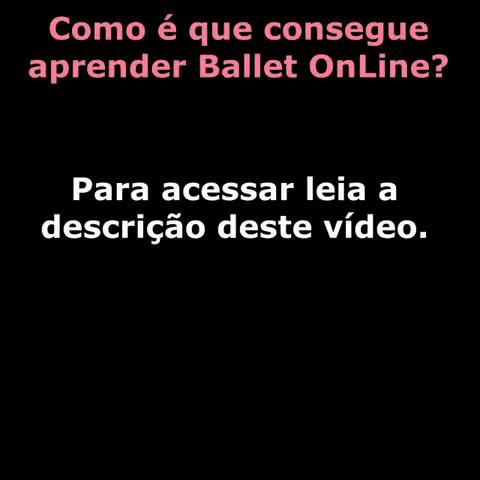 Como é que consegue
aprender Ballet OnLine?
Para acessar leia a
descrição deste vídeo.